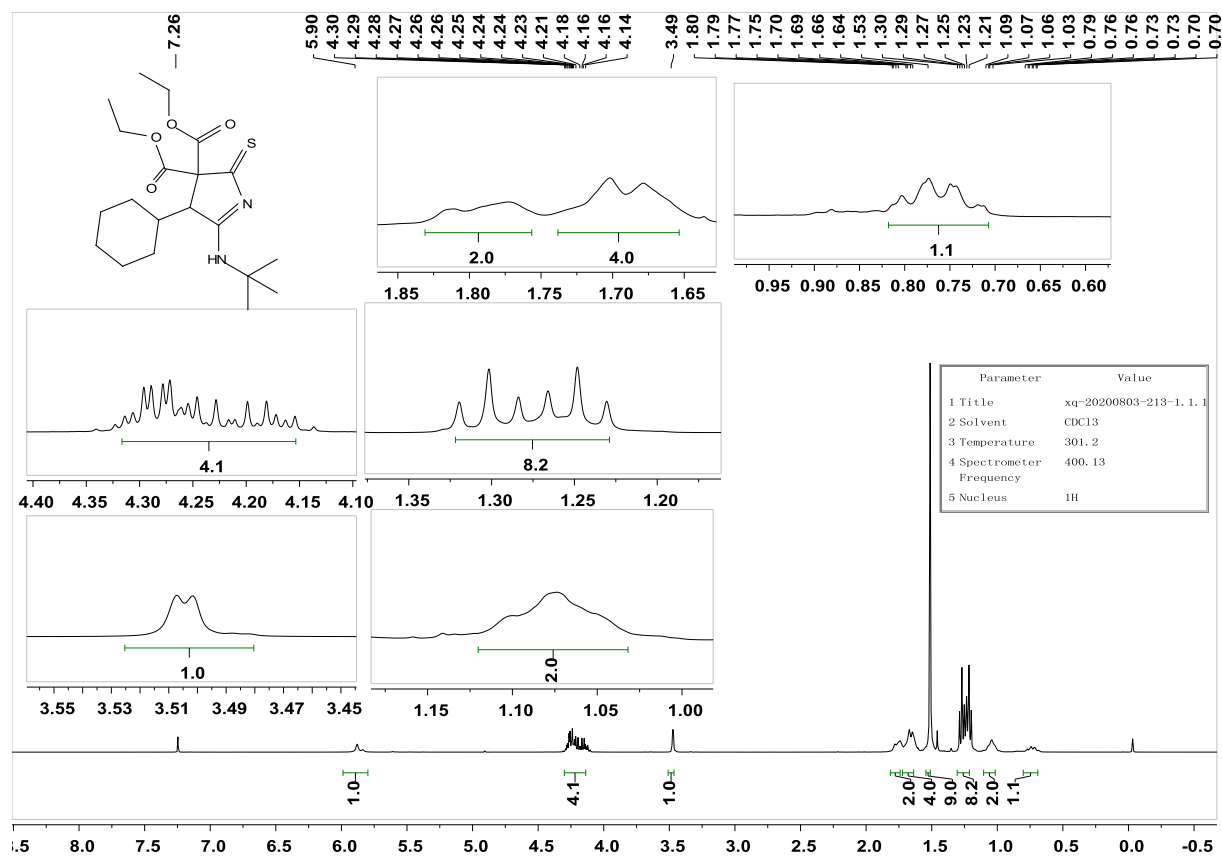 7.26
5.90
4.30
4.29
4.28
4.27
4.26
4.26
4.25
4.24
4.24
4.23
4.21
4.18
4.16
4.16
4.14
3.49
1.80
1.79
1.77
1.75
1.70
1.69
1.66
1.64
1.53
1.30
1.29
1.27
1.25
1.23
1.21
1.09
1.07
1.06
1.03
0.79
0.76
0.76
0.73
0.73
0.70
0.70
O
O
S
O
O
N
HN
2.0 4.0
1.85 1.80 1.75 1.70 1.65
1.1
0.95 0.90 0.85 0.80 0.75 0.70 0.65 0.60
4.1
4.40 4.35 4.30 4.25 4.20 4.15 4.10
8.2
1.35 1.30 1.25 1.20
Parameter Value
1 Title xq-20200803-213-1.1.1
2 Solvent CDCl3
3 Temperature 301.2
4 Spectrometer 400.13
Frequency
5 Nucleus 1H
1.0
3.55 3.53 3.51 3.49 3.47 3.45
2.0
1.15 1.10 1.05 1.00
1.0 4.1 1.0 2.0 4.0 9.0 8.2 2.0 1.1
8.0 7.5 7.0 6.5 6.0 5.5 5.0 4.5 4.0 3.5 3.0 2.5 2.0 1.5 1.0 0.5 0.0 -0.5